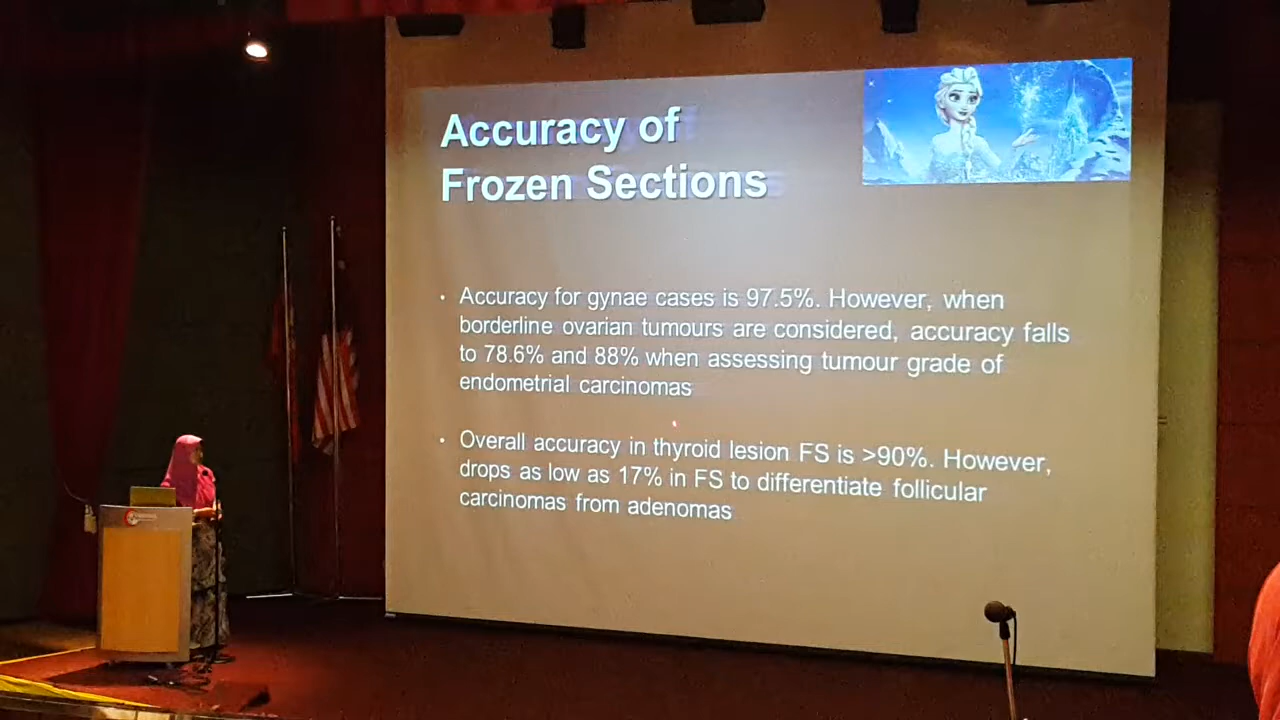 Accuracy of
Frozen Sections
• Accuracy for gynae cases is 97.5%. However, when
borderline ovarian tumours are considered, accuracy falls
to 78.6% and 88% when assessing tumour grade of
endometrial carcinomas
• Overall accuracy in thyroid lesion FS is >90%. However,
drops as low as 17% in FS to differentiate follicular
carcinomas from adenomas